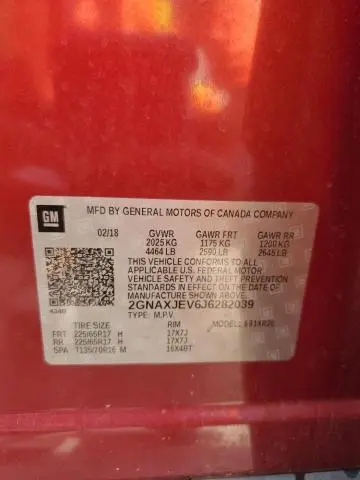 GM
MFD BY GENERAL MOTORS OF CANADA COMPANY
02/18 GVWR GAWR FRT GAWR RR
2025 KG 1175 KG 1200 KG
4464 LB 2590 LB 2645 LB
THIS VEHICLE CONFORMS TO ALL
APPLICABLE U.S. FEDERAL MOTOR
VEHICLE SAFETY AND THEFT PREVENTION
STANDARDS IN EFFECT ON THE DATE OF
MANUFACTURE SHOWN ABOVE.
2GNAXJEV6J6282039
TYPE: M.P.V.
TIRE SIZE RIM MODEL:
FRT 225/65R17 H 17X7J
RR 225/65R17 H 17X7J
SPA T135/70R16 M 16X4BT